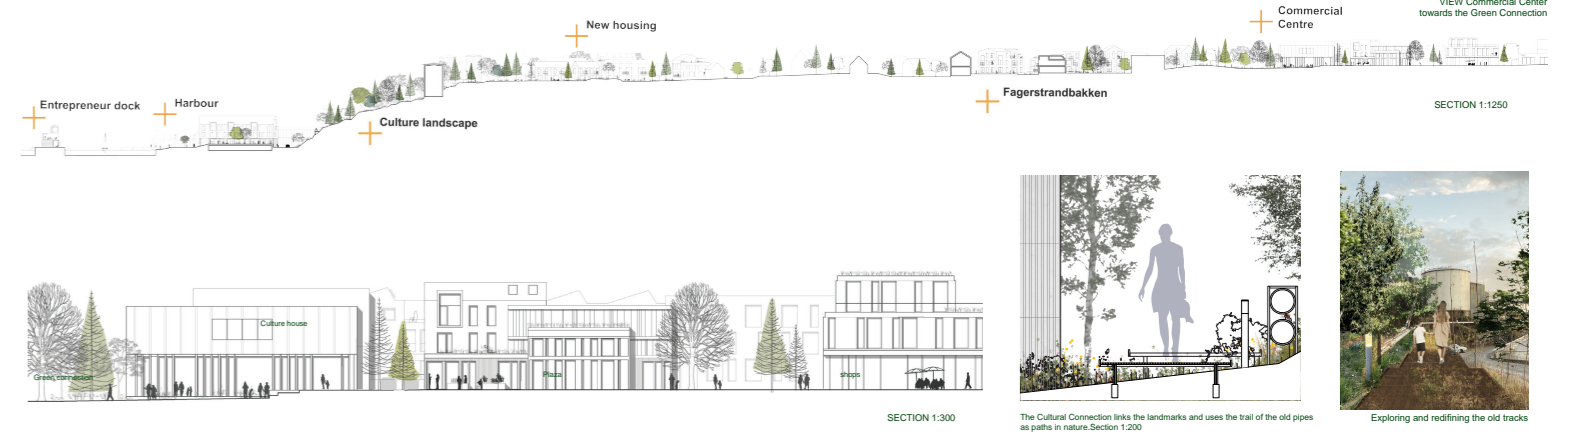 VIEW Commercial Center
towards the Green Connection
Commercial
Centre
New housing
Entrepreneur dock
Harbour
Culture landscape
Fagerstrandbakken
SECTION 1:1250
Culture house
Green connection
Plaza
shops
SECTION 1:300
The Cultural Connection links the landmarks and uses the trail of the old pipes
as paths in nature.Section 1:200
Exploring and redifining the old tracks